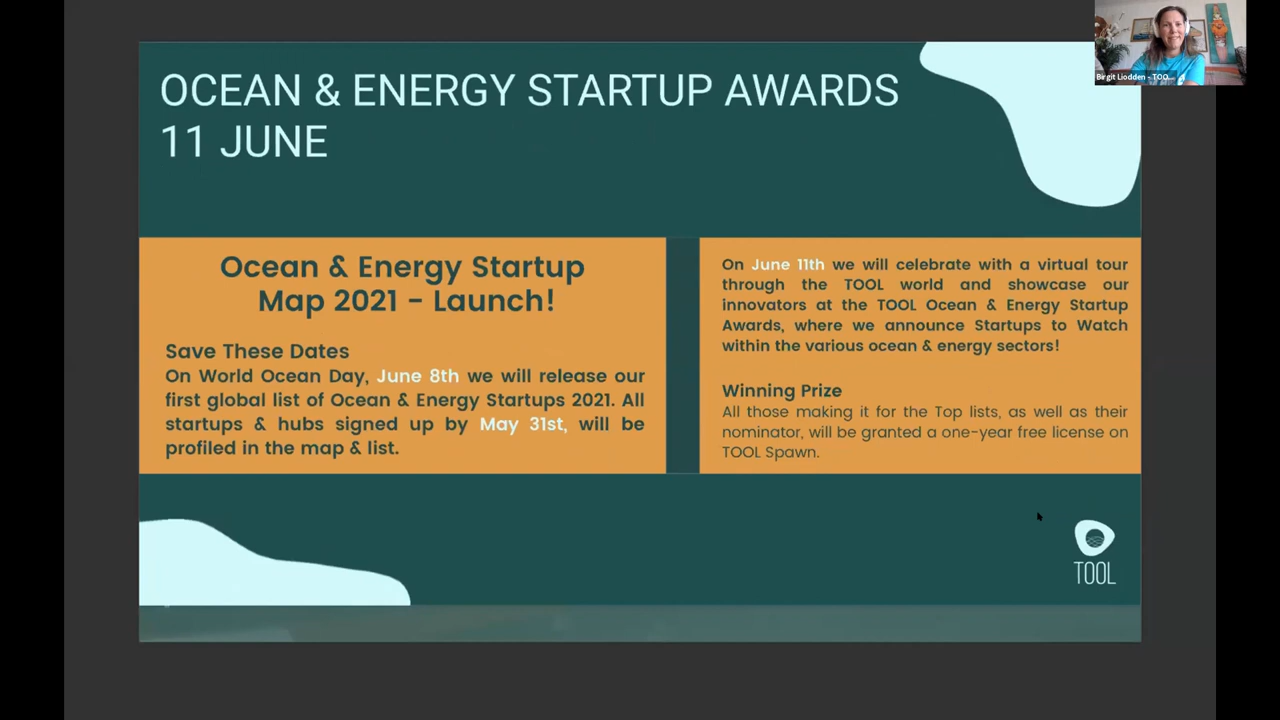 Birgit Liodden - TOO...
OCEAN & ENERGY STARTUP AWARDS
11 JUNE
Ocean & Energy Startup
Map 2021 - Launch!
Save These Dates
On World Ocean Day, June 8th we will release our
first global list of Ocean & Energy Startups 2021. All
startups & hubs signed up by May 31st, will be
profiled in the map & list.
On June 11th we will celebrate with a virtual tour
through the TOOL world and showcase our
innovators at the TOOL Ocean & Energy Startup
Awards, where we announce Startups to Watch
within the various ocean & energy sectors!
Winning Prize
All those making it for the Top lists, as well as their
nominator, will be granted a one-year free license on
TOOL Spawn.
TOOL